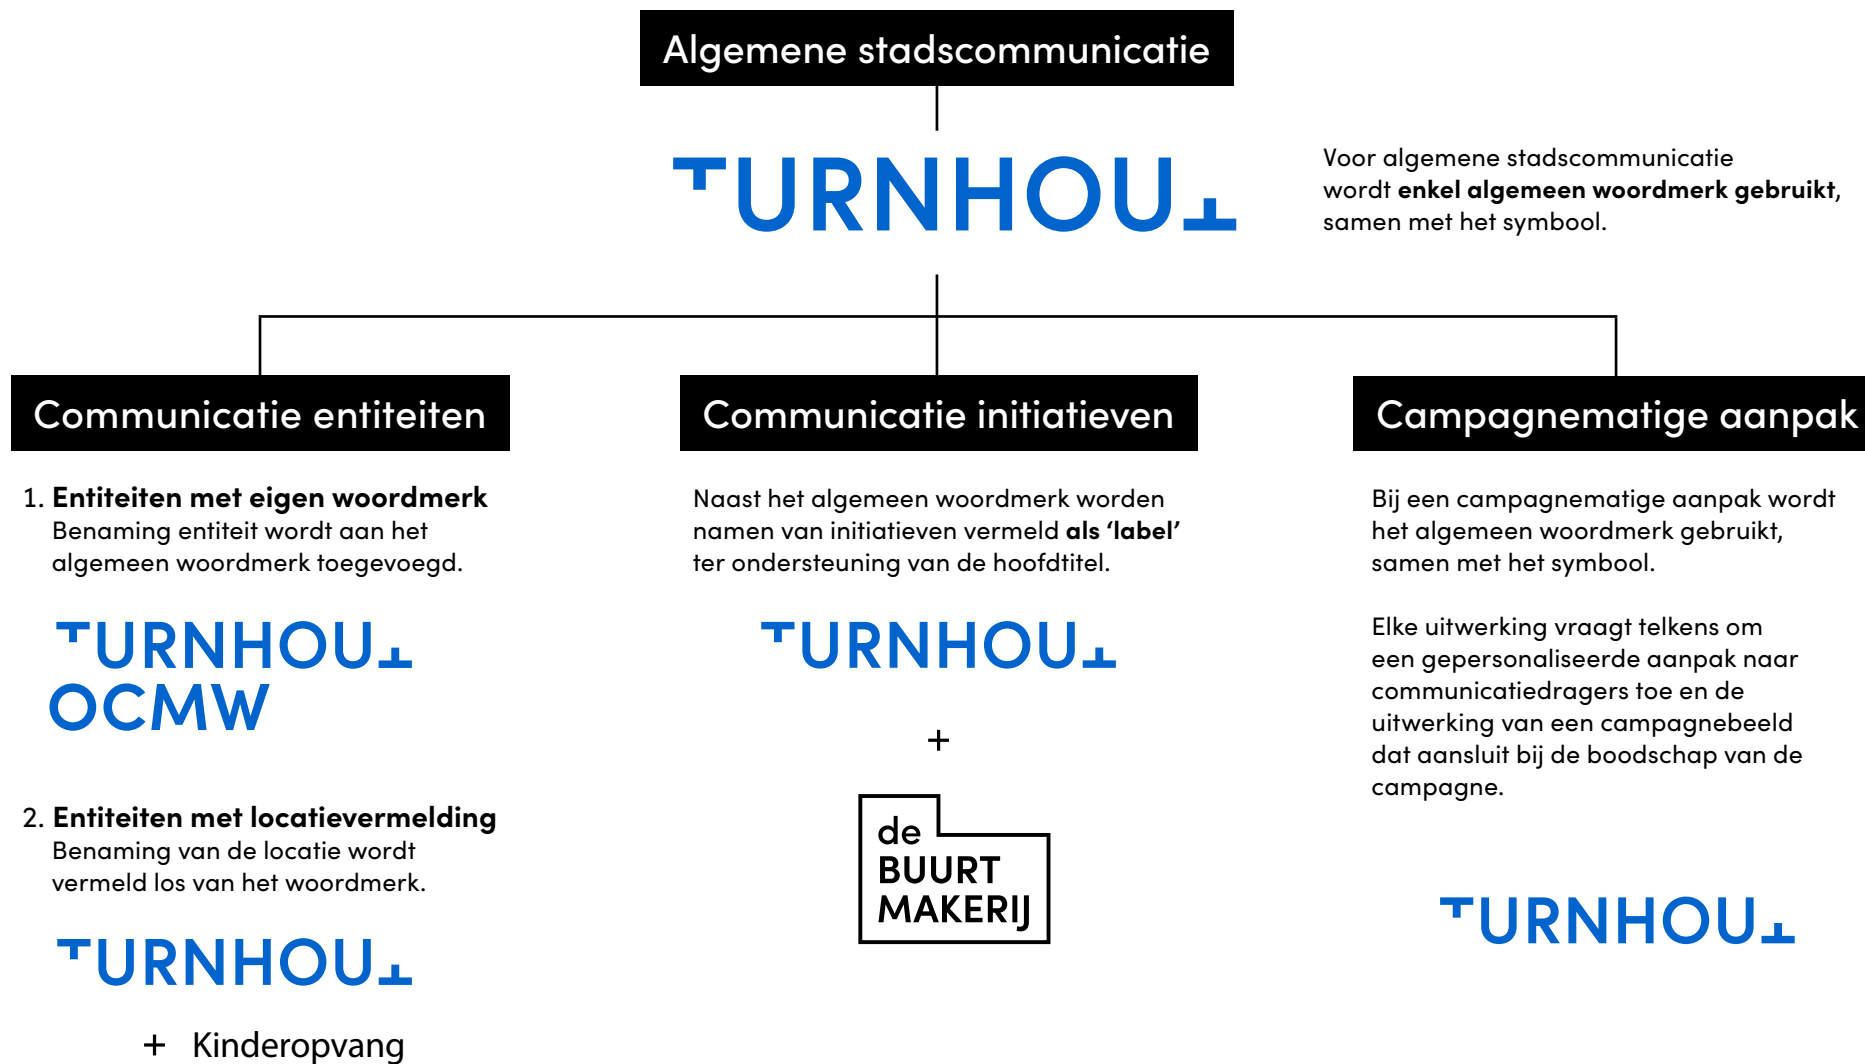 Algemene stadscommunicatie
TURNHOUT
Voor algemene stadscommunicatie
wordt enkel algemeen woordmerk gebruikt,
samen met het symbool.
Communicatie entiteiten
1. Entiteiten met eigen woordmerk
Benaming entiteit wordt aan het
algemeen woordmerk toegevoegd.
TURNHOUT
OCMW
2. Entiteiten met locatievermelding
Benaming van de locatie wordt
vermeld los van het woordmerk.
TURNHOUT
+ Kinderopvang
Communicatie initiatieven
Naast het algemeen woordmerk worden
namen van initiatieven vermeld als ‘label’
ter ondersteuning van de hoofdtitel.
TURNHOUT
+
de
BUURT
MAKERIJ
Campagnematige aanpak
Bij een campagnematige aanpak wordt
het algemeen woordmerk gebruikt,
samen met het symbool.
Elke uitwerking vraagt telkens om
een gepersonaliseerde aanpak naar
communicatiedragers toe en de
uitwerking van een campagnebeeld
dat aansluit bij de boodschap van de
campagne.
TURNHOUT